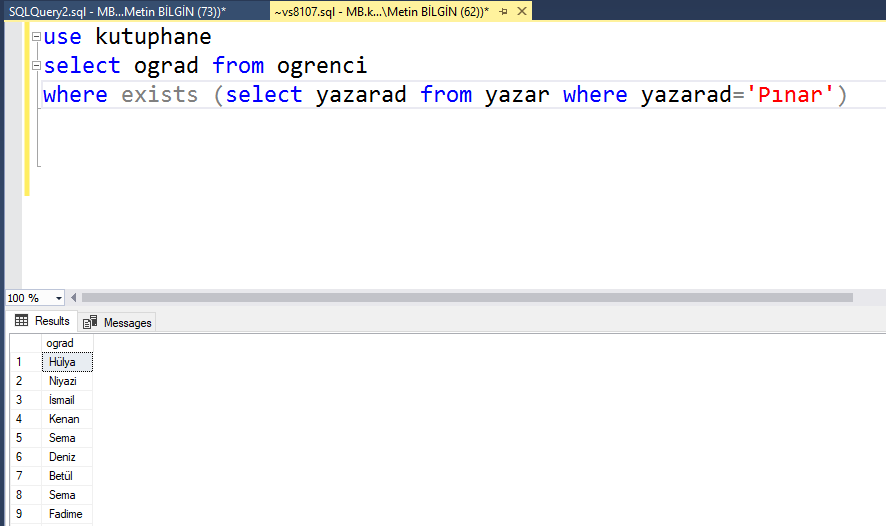 SQLQuery2.sql - MB...Metin BİLGİN (73))* ~vs8107.sql - MB.k...\Metin BİLGİN (62))*
use kutuphane
select ograd from ogrenci
where exists (select yazarad from yazar where yazarad='Pınar')
100 %
Results Messages
ograd
1 Hülya
2 Niyazi
3 İsmail
4 Kenan
5 Sema
6 Deniz
7 Betül
8 Sema
9 Fadime